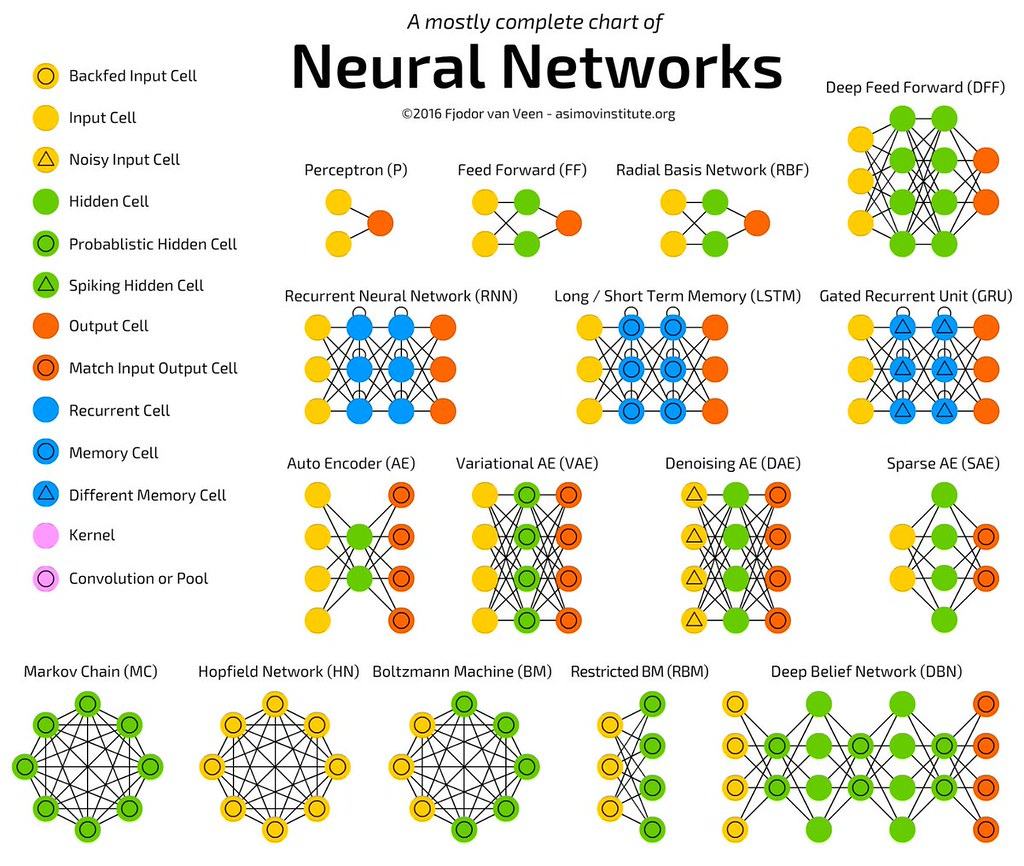 A mostly complete chart of
Neural Networks
©2016 Fjodor van Veen - asimovinstitute.org
Backfed Input Cell
Input Cell
Noisy Input Cell
Hidden Cell
Probablistic Hidden Cell
Spiking Hidden Cell
Output Cell
Match Input Output Cell
Recurrent Cell
Memory Cell
Different Memory Cell
Kernel
Convolution or Pool
Deep Feed Forward (DFF)
Perceptron (P)
Feed Forward (FF)
Radial Basis Network (RBF)
Recurrent Neural Network (RNN)
Long / Short Term Memory (LSTM)
Gated Recurrent Unit (GRU)
Auto Encoder (AE)
Variational AE (VAE)
Denoising AE (DAE)
Sparse AE (SAE)
Markov Chain (MC)
Hopfield Network (HN)
Boltzmann Machine (BM)
Restricted BM (RBM)
Deep Belief Network (DBN)